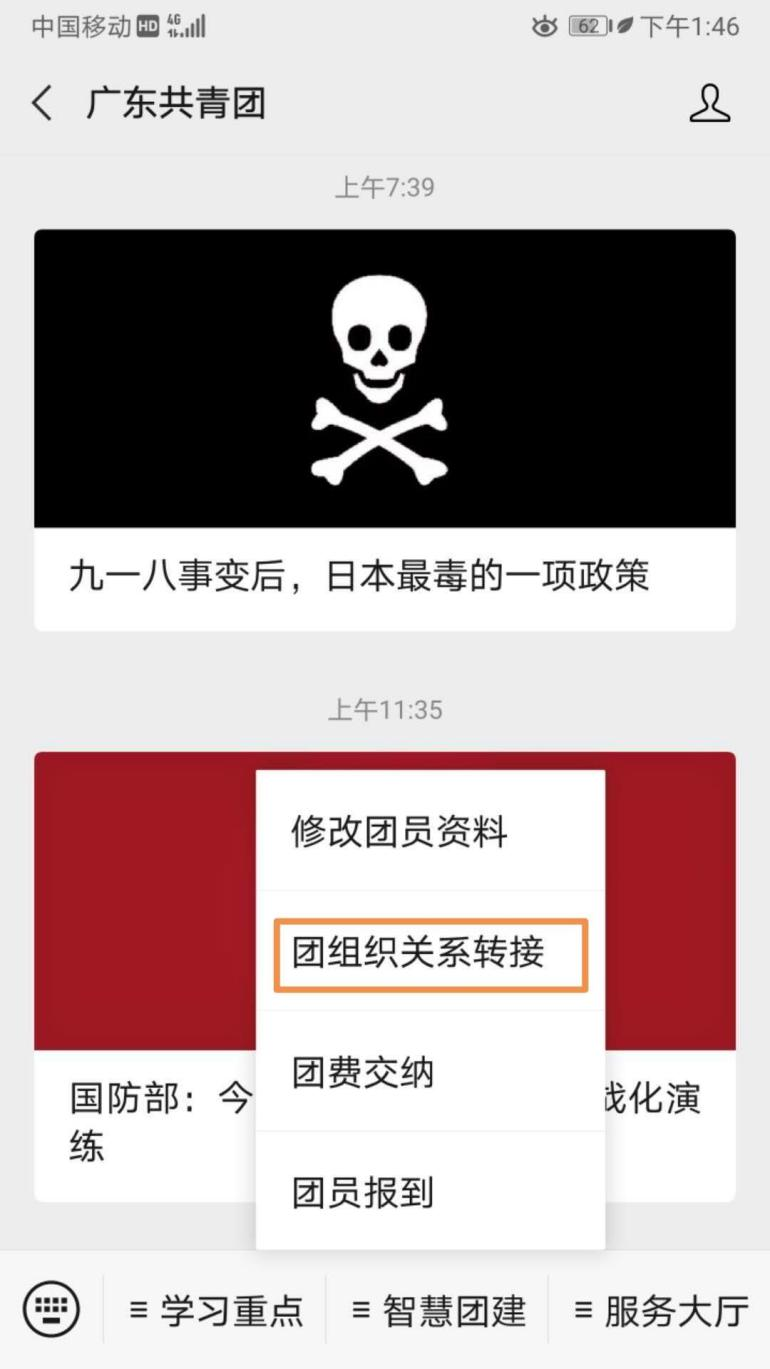 中国移动 HD 4G 62 下午1:46
广东共青团
上午7:39
九一八事变后，日本最毒的一项政策
上午11:35
修改团员资料
团组织关系转接
团费交纳
国防部：今 化演
练
团员报到
≡ 学习重点 ≡ 智慧团建 ≡ 服务大厅